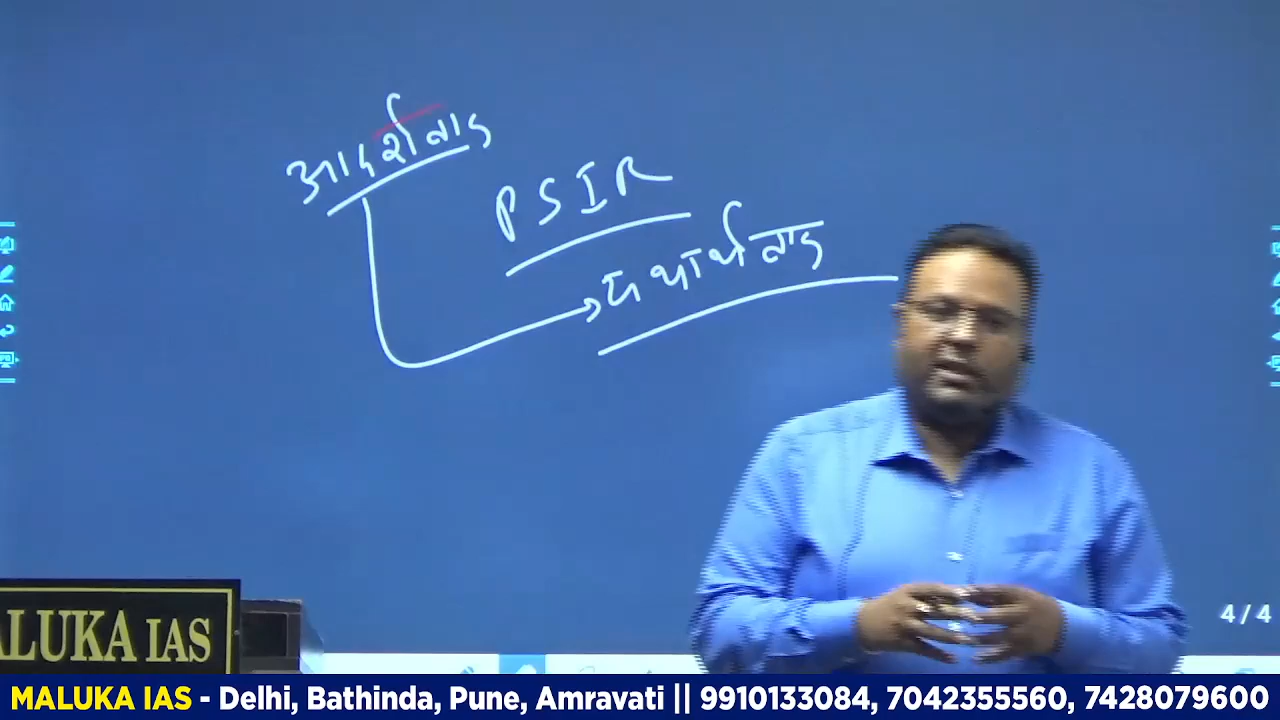 आदर्शवाद
PSIR
यथार्थवाद
4/4
ALUKA IAS
MALUKA IAS - Delhi, Bathinda, Pune, Amravati || 9910133084, 7042355560, 7428079600